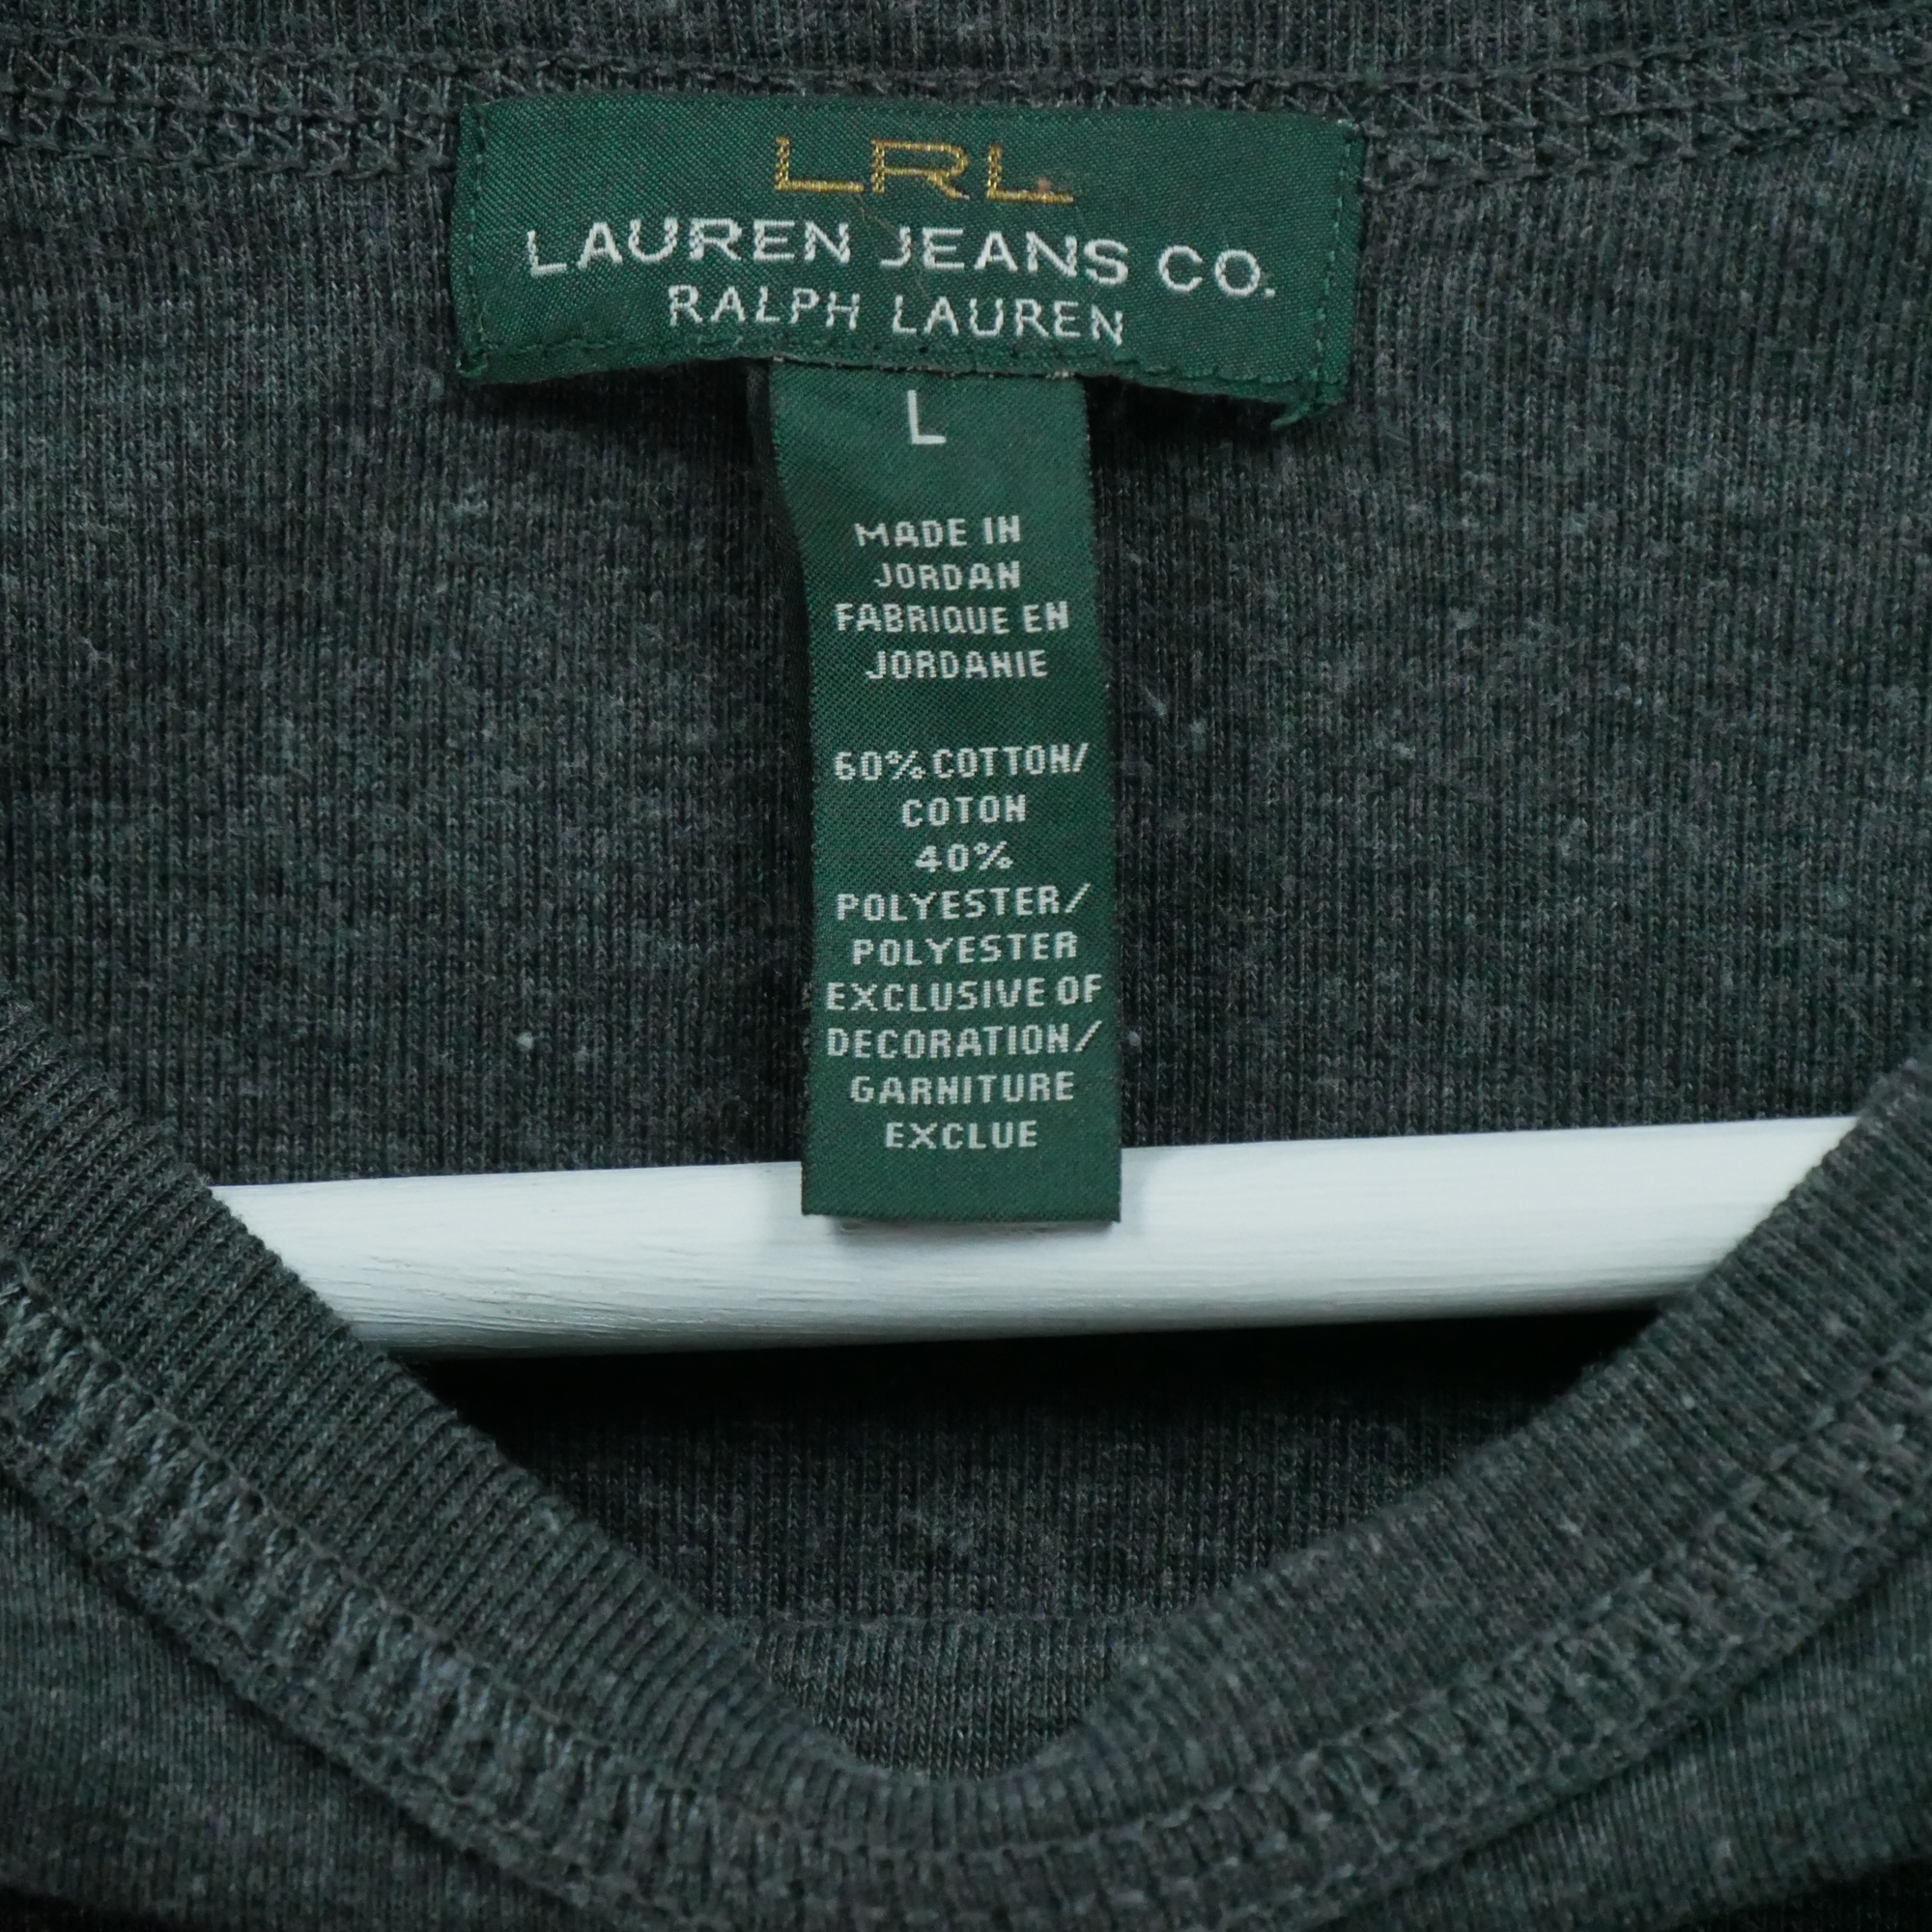 LRL
LAUREN JEANS CO.
RALPH LAUREN
L
MADE IN
JORDAN
FABRIQUE EN
JORDANIE
60% COTTON/
COTON
40%
POLYESTER/
POLYESTER
EXCLUSIVE OF
DECORATION/
GARNITURE
EXCLUE